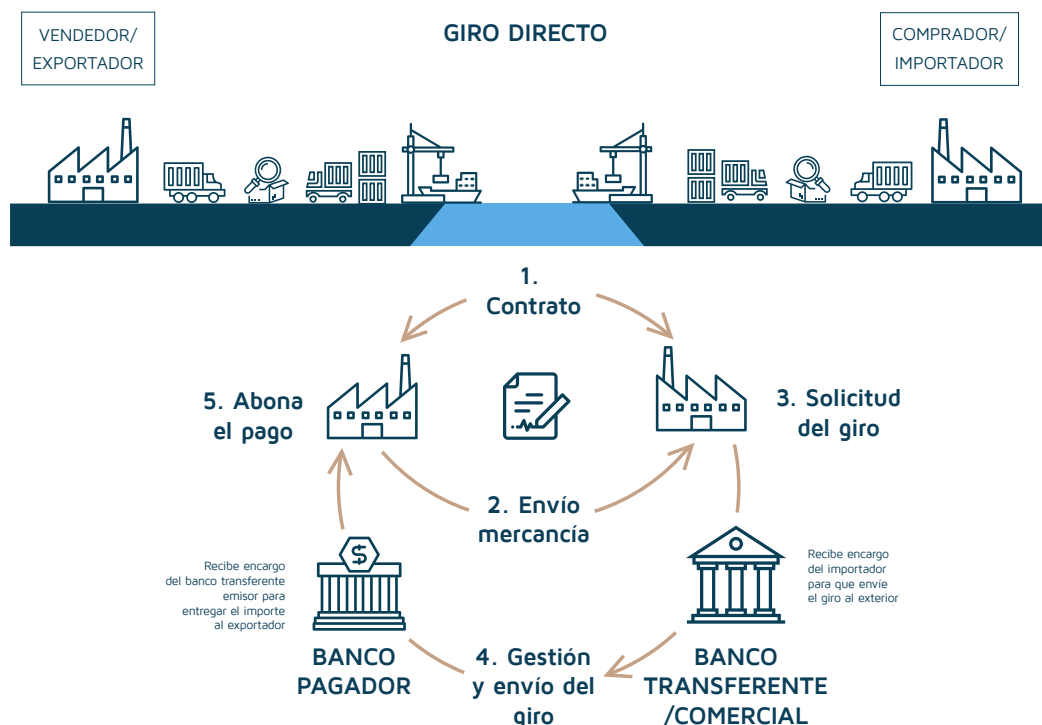 VENDEDOR/
EXPORTADOR
GIRO DIRECTO
COMPRADOR/
IMPORTADOR
1.
Contrato
5. Abona
el pago
3. Solicitud
del giro
2. Envío
mercancía
$
Recibe encargo
del banco transferente
emisor para
entregar el importe
al exportador
Recibe encargo
del importador
para que envíe
el giro al exterior
BANCO
PAGADOR
4. Gestión
y envío del
giro
BANCO
TRANSFERENTE
/COMERCIAL